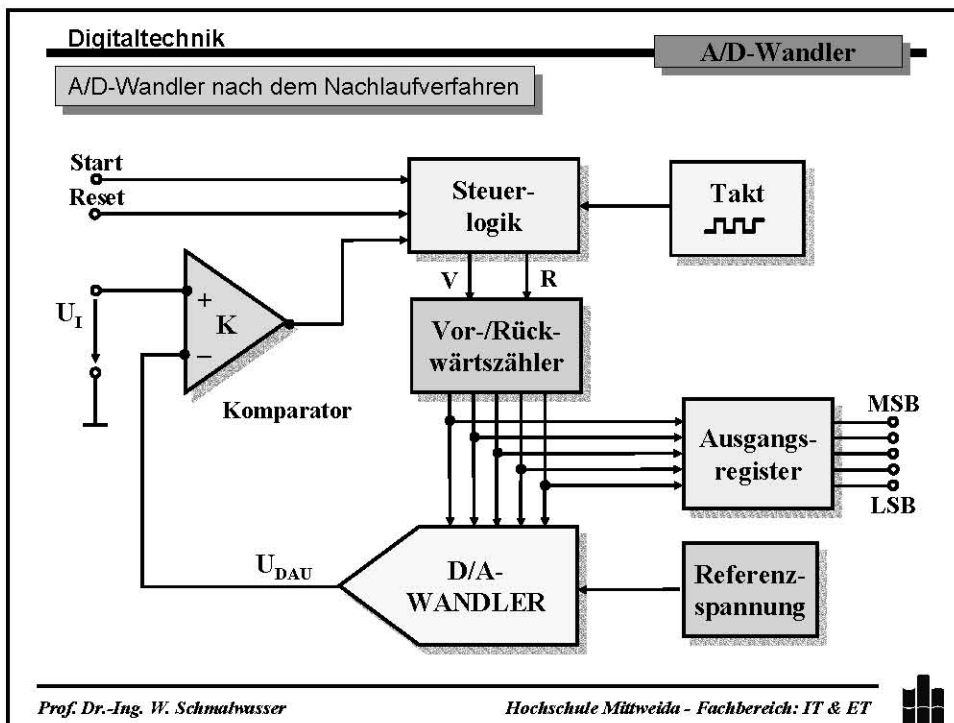 Digitaltechnik
A/D-Wandler
A/D-Wandler nach dem Nachlaufverfahren
Start
Reset
Steuer-
logik
Takt
V R
U_I
+
K
−
Komparator
Vor-/Rück-
wärtszähler
MSB
Ausgangs-
register
LSB
U_DAU
D/A-
WANDLER
Referenz-
spannung
Prof. Dr.-Ing. W. Schmalwasser
Hochschule Mittweida - Fachbereich: IT & ET